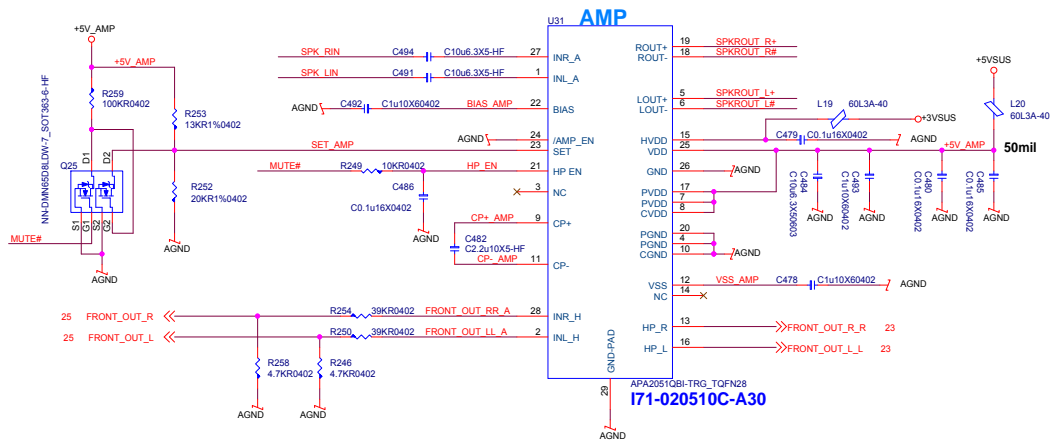 AMP
U31
+5V_AMP
+5V_AMP
R259
100KR0402
R253
13KR1%0402
NN-DMN65D8LDW-7_SOT363-6-HF
Q25
D1
D2
S1
G1
S2
G2
MUTE#
AGND
R252
20KR1%0402
AGND
SPK_RIN
C494
C10u6.3X5-HF
27
INR_A
SPK_LIN
C491
C10u6.3X5-HF
1
INL_A
AGND
C492
C1u10X60402
BIAS_AMP
22
BIAS
AGND
24
/AMP_EN
SET_AMP
23
SET
MUTE#
R249
10KR0402
HP_EN
21
HP EN
C486
C0.1u16X0402
AGND
3
NC
CP+_AMP
9
CP+
C482
C2.2u10X5-HF
CP-_AMP
11
CP-
25
FRONT_OUT_R
R254
39KR0402
FRONT_OUT_RR_A
28
INR_H
25
FRONT_OUT_L
R250
39KR0402
FRONT_OUT_LL_A
2
INL_H
R258
4.7KR0402
R246
4.7KR0402
AGND
AGND
ROUT+
19
SPKROUT_R+
ROUT-
18
SPKROUT_R#
LOUT+
5
SPKROUT_L+
LOUT-
6
SPKROUT_L#
HVDD
15
L19
60L3A-40
+3VSUS
C479
C0.1u16X0402
AGND
VDD
25
+5V_AMP
+5VSUS
L20
60L3A-40
50mil
GND
26
AGND
PVDD
17
PVDD
7
CVDD
8
C484
C10u6.3X50603
C493
C1u10X60402
C480
C0.1u16X0402
C485
C0.1u16X0402
AGND
AGND
AGND
AGND
PGND
20
PGND
4
CGND
10
AGND
VSS
12
VSS_AMP
C478
C1u10X60402
AGND
NC
14
HP_R
13
FRONT_OUT_R_R
23
HP_L
16
FRONT_OUT_L_L
23
GND-PAD
29
AGND
APA2051QBI-TRG_TQFN28
I71-020510C-A30